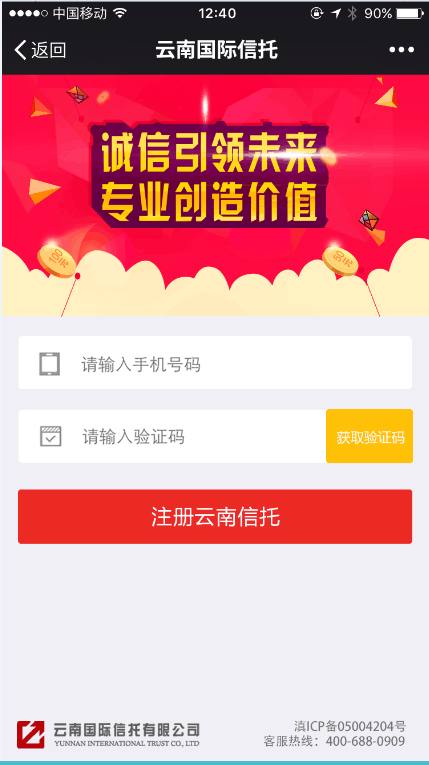 中国移动 12:40 90%
返回 云南国际信托
诚信引领未来
专业创造价值
请输入手机号码
请输入验证码 获取验证码
注册云南信托
云南国际信托有限公司
YUNNAN INTERNATIONAL TRUST CO., LTD
滇ICP备05004204号
客服热线：400-688-0909